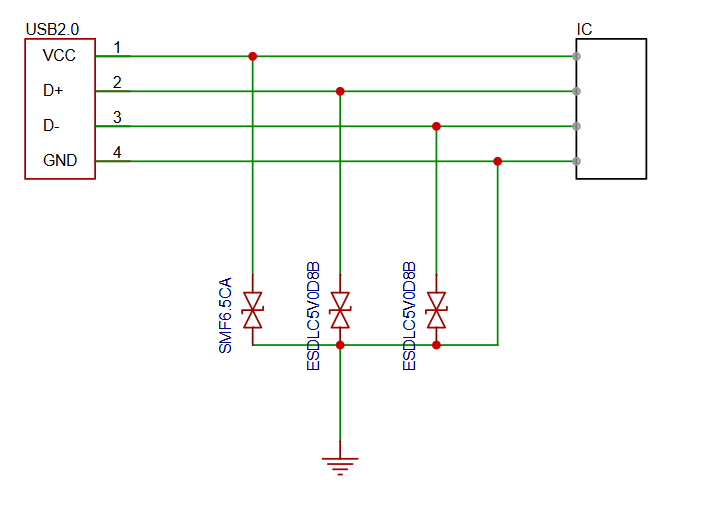 USB2.0
IC
VCC
1
D+
2
D-
3
GND
4
SMF6.5CA
ESDLC5V0D8B
ESDLC5V0D8B